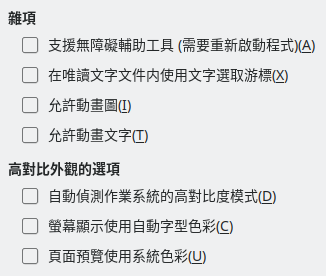 雜項
支援無障礙輔助工具 (需要重新啟動程式)(A)
在唯讀文字文件內使用文字選取游標(X)
允許動畫圖(I)
允許動畫文字(T)
高對比外觀的選項
自動偵測作業系統的高對比度模式(D)
螢幕顯示使用自動字型色彩(C)
頁面預覽使用系統色彩(U)